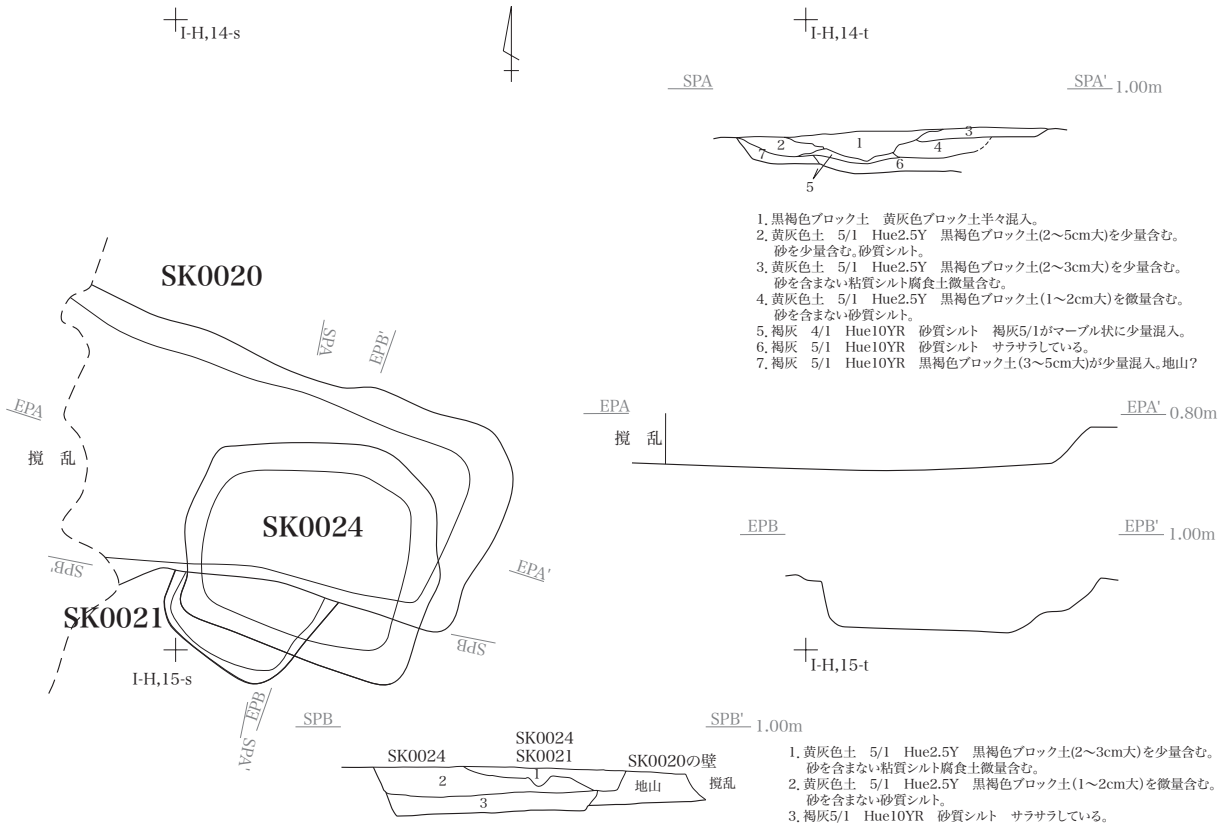 I-H,14-s
I-H,14-t
SPA
SPA' 1.00m
1
2
3
4
5
6
7
1. 黒褐色ブロック土　黄灰色ブロック土半々混入。
2. 黄灰色土　5/1　Hue2.5Y　黒褐色ブロック土(2〜5cm大)を少量含む。
砂を少量含む。砂質シルト。
3. 黄灰色土　5/1　Hue2.5Y　黒褐色ブロック土(2〜3cm大)を少量含む。
砂を含まない粘質シルト腐食土微量含む。
4. 黄灰色土　5/1　Hue2.5Y　黒褐色ブロック土(1〜2cm大)を微量含む。
砂を含まない砂質シルト。
5. 褐灰　4/1　Hue10YR　砂質シルト　褐灰5/1がマーブル状に少量混入。
6. 褐灰　5/1　Hue10YR　砂質シルト　サラサラしている。
7. 褐灰　5/1　Hue10YR　黒褐色ブロック土(3〜5cm大)が少量混入。地山?
SK0020
SPA
EPB'
EPA
撹　乱
SK0024
SPB'
EPA'
SK0021
SPB
I-H,15-s
EPB
SPA'
EPA
EPA' 0.80m
撹　乱
EPB
EPB' 1.00m
I-H,15-t
SPB
SPB' 1.00m
SK0024
SK0024
SK0021
SK0020の壁
1
2
3
地山
撹乱
1. 黄灰色土　5/1　Hue2.5Y　黒褐色ブロック土(2〜3cm大)を少量含む。
砂を含まない粘質シルト腐食土微量含む。
2. 黄灰色土　5/1　Hue2.5Y　黒褐色ブロック土(1〜2cm大)を微量含む。
砂を含まない砂質シルト。
3. 褐灰5/1　Hue10YR　砂質シルト　サラサラしている。